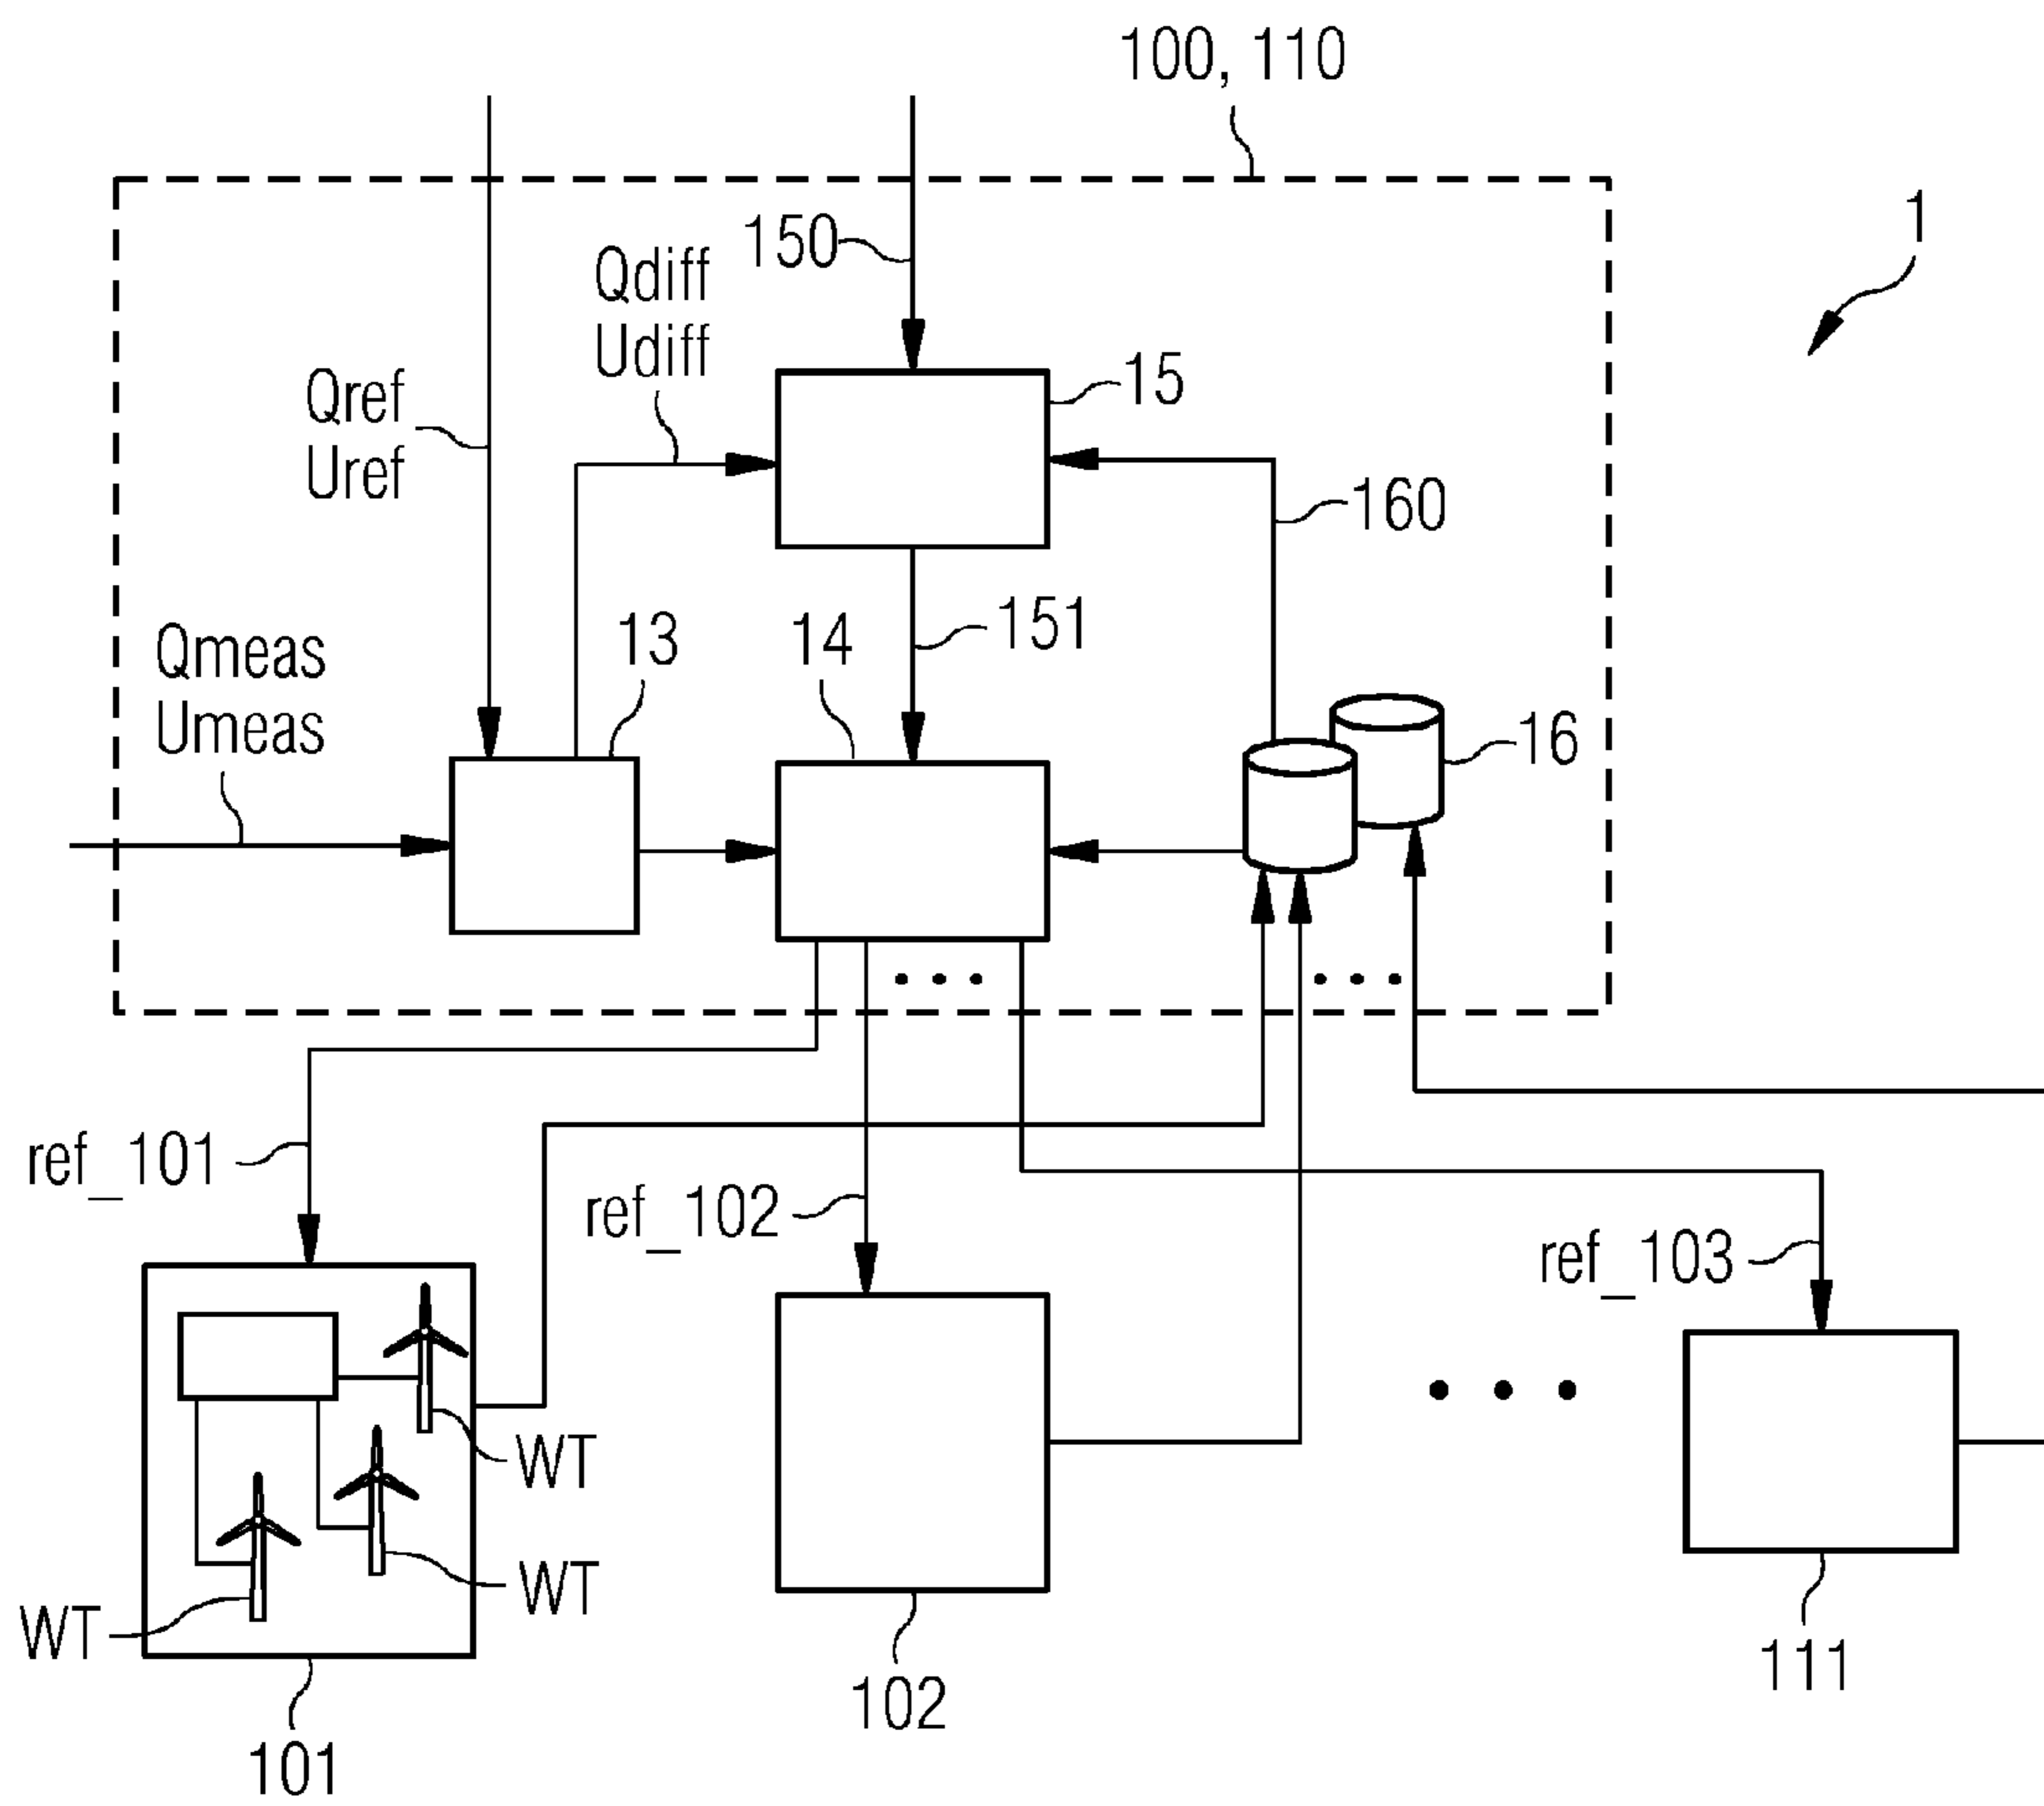 100, 110
1
150
Qdiff
Udiff
15
Qref
Uref
160
151
13
14
Qmeas
Umeas
16
ref_101
ref_102
ref_103
WT
WT
WT
111
102
101